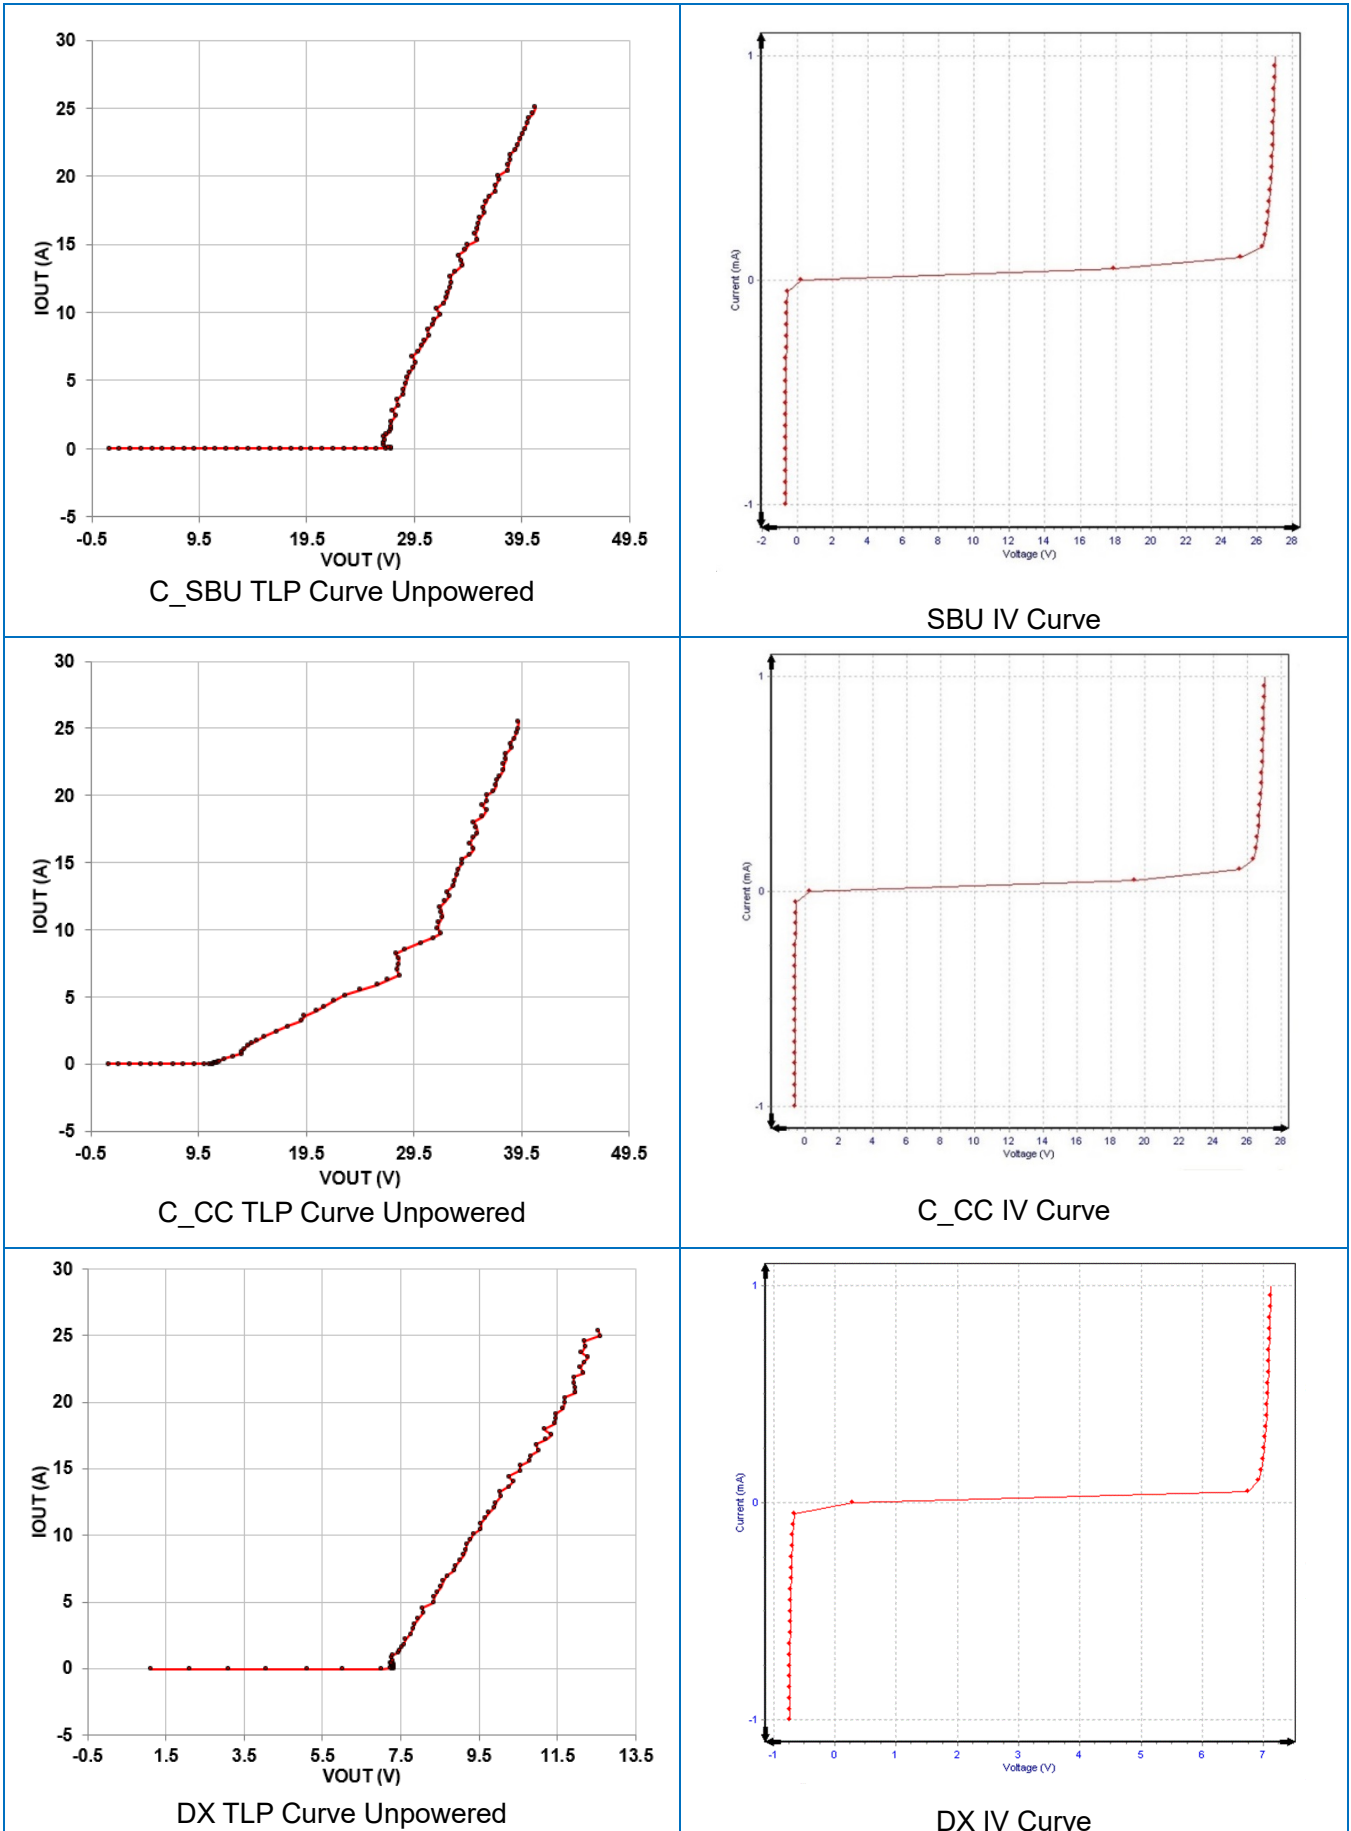 30
25
20
15
10
5
0
-5
IOUT (A)
-0.5 9.5 19.5 29.5 39.5 49.5
VOUT (V)
C_SBU TLP Curve Unpowered
1
0
-1
Current (mA)
-2 0 2 4 6 8 10 12 14 16 18 20 22 24 26 28
Voltage (V)
SBU IV Curve
30
25
20
15
10
5
0
-5
IOUT (A)
-0.5 9.5 19.5 29.5 39.5 49.5
VOUT (V)
C_CC TLP Curve Unpowered
1
0
-1
Current (mA)
0 2 4 6 8 10 12 14 16 18 20 22 24 26 28
Voltage (V)
C_CC IV Curve
30
25
20
15
10
5
0
-5
IOUT (A)
-0.5 1.5 3.5 5.5 7.5 9.5 11.5 13.5
VOUT (V)
DX TLP Curve Unpowered
1
0
-1
Current (mA)
-1 0 1 2 3 4 5 6 7
Voltage (V)
DX IV Curve